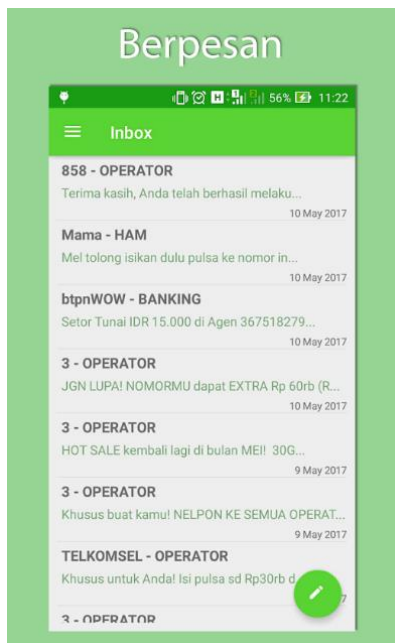 Berpesan
56% 11:22
Inbox
858 - OPERATOR
Terima kasih, Anda telah berhasil melaku...
10 May 2017
Mama - HAM
Mel tolong isikan dulu pulsa ke nomor in...
10 May 2017
btpnWOW - BANKING
Setor Tunai IDR 15.000 di Agen 367518279...
10 May 2017
3 - OPERATOR
JGN LUPA! NOMORMU dapat EXTRA Rp 60rb (R...
10 May 2017
3 - OPERATOR
HOT SALE kembali lagi di bulan MEI! 30G...
9 May 2017
3 - OPERATOR
Khusus buat kamu! NELPON KE SEMUA OPERAT...
9 May 2017
TELKOMSEL - OPERATOR
Khusus untuk Anda! Isi pulsa sd Rp30rb d
3 - OPERATOR